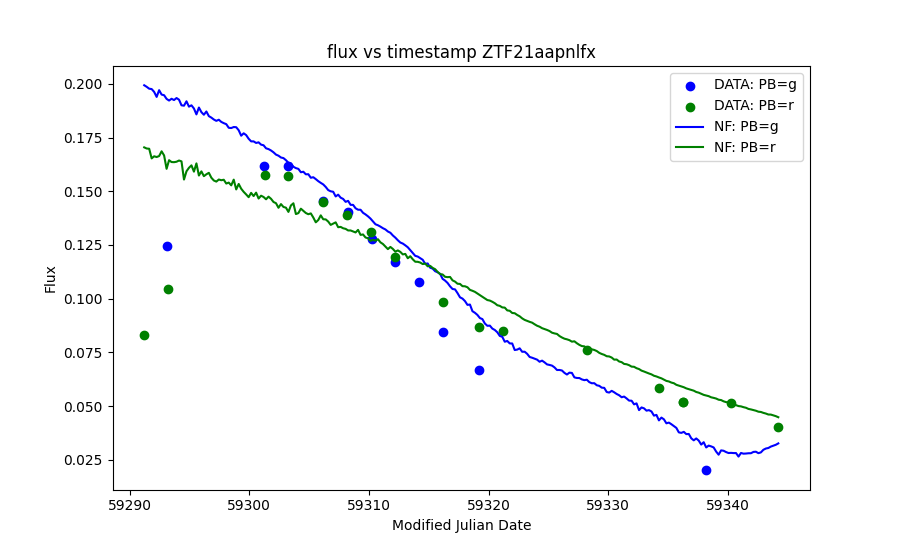 flux vs timestamp ZTF21aapnlfx
DATA: PB=g
DATA: PB=r
NF: PB=g
NF: PB=r
0.200
0.175
0.150
0.125
0.100
0.075
0.050
0.025
Flux
59290 59300 59310 59320 59330 59340
Modified Julian Date